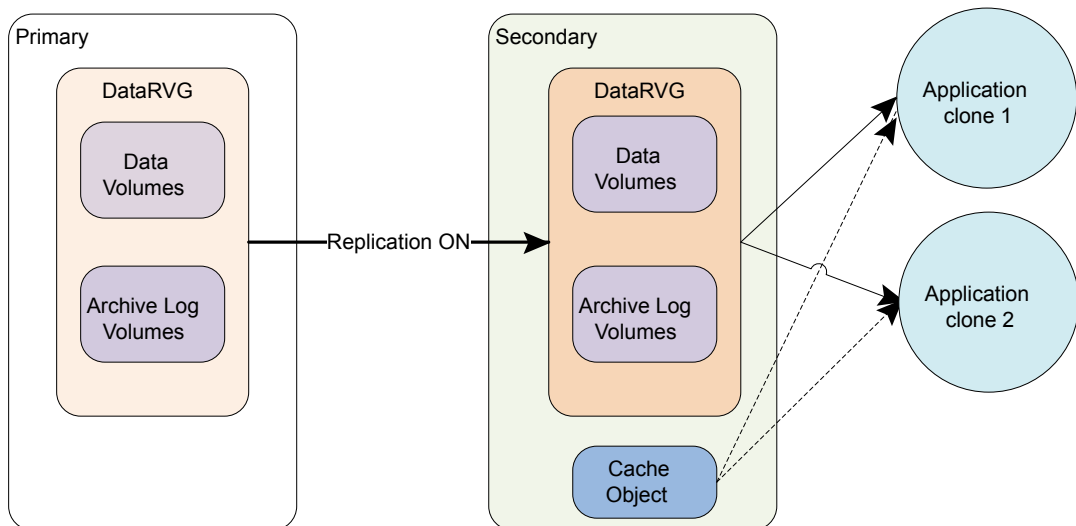 Primary
DataRVG
Data
Volumes
Archive Log
Volumes
Replication ON
Secondary
DataRVG
Data
Volumes
Archive Log
Volumes
Cache
Object
Application
clone 1
Application
clone 2